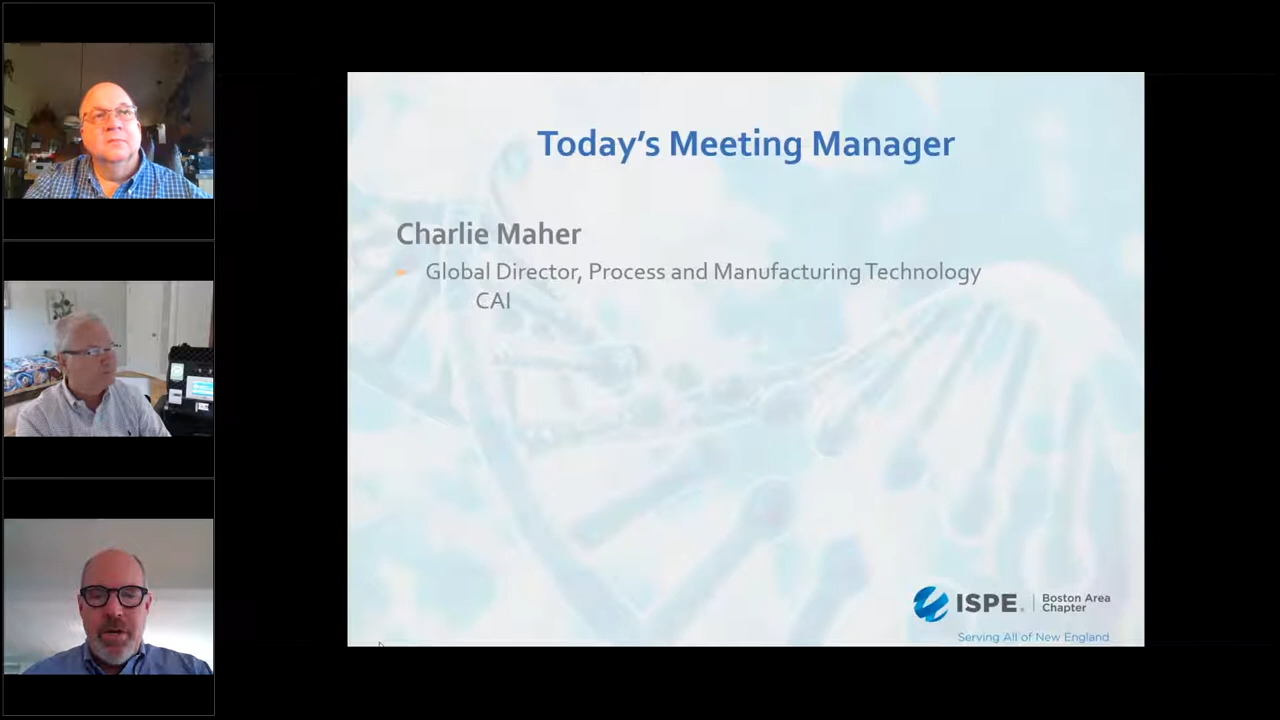 Today's Meeting Manager
Charlie Maher
Global Director, Process and Manufacturing Technology
CAI
ISPE® | Boston Area
Chapter
Serving All of New England